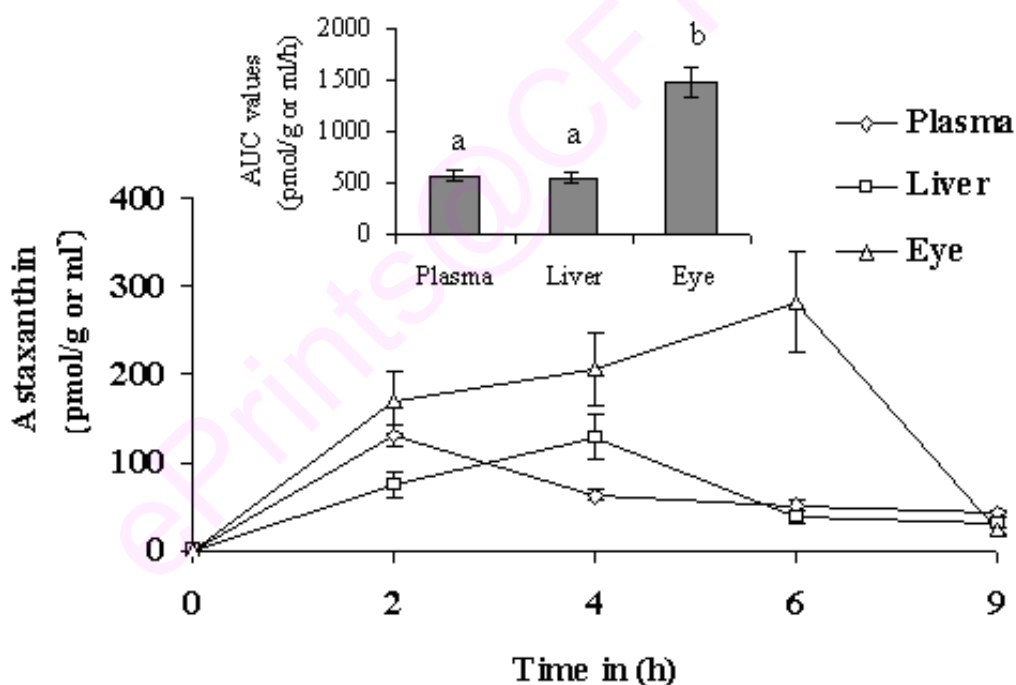 2000
1500
1000
500
0
AUC values
(pmol/g or ml/h)
a
a
b
Plasma
Liver
Eye
Plasma
Liver
Eye
400
300
200
100
0
Astaxanthin
(pmol/g or ml)
0
2
4
6
9
Time in (h)
ePrints@CFT